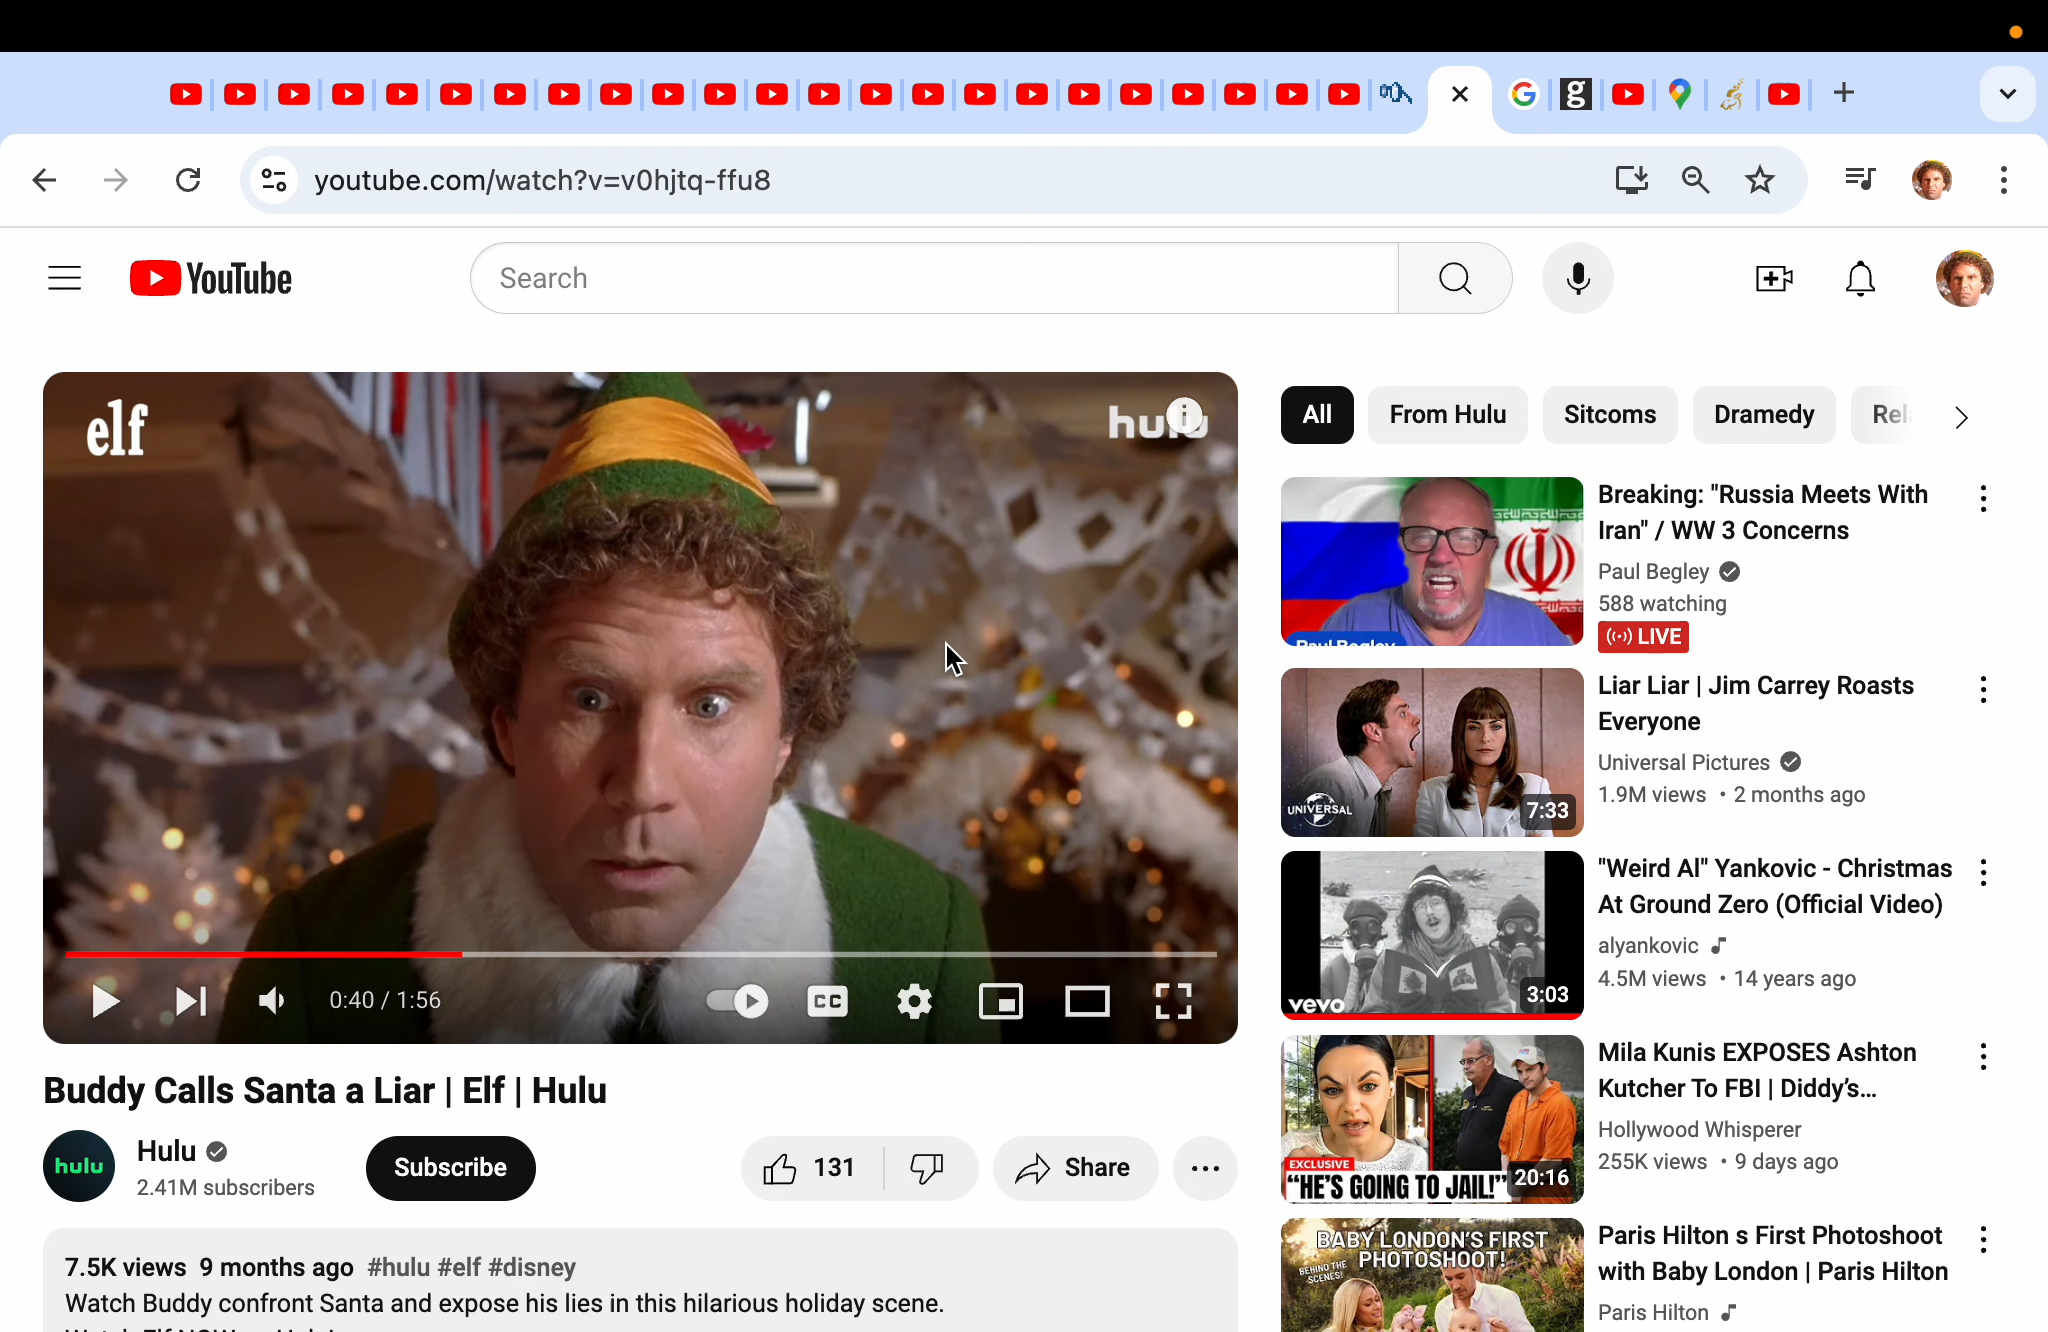 youtube.com/watch?v=v0hjtq-ffu8
YouTube
Search
elf
hulu
0:40 / 1:56
CC
Buddy Calls Santa a Liar | Elf | Hulu
hulu
Hulu
2.41M subscribers
Subscribe
131
Share
7.5K views 9 months ago #hulu #elf #disney
Watch Buddy confront Santa and expose his lies in this hilarious holiday scene.
All
From Hulu
Sitcoms
Dramedy
Rel
Paul Begley
Breaking: "Russia Meets With
Iran" / WW 3 Concerns
Paul Begley
588 watching
LIVE
UNIVERSAL
7:33
Liar Liar | Jim Carrey Roasts
Everyone
Universal Pictures
1.9M views • 2 months ago
vevo
3:03
"Weird Al" Yankovic - Christmas
At Ground Zero (Official Video)
alyankovic
4.5M views • 14 years ago
EXCLUSIVE
"HE'S GOING TO JAIL!"
20:16
Mila Kunis EXPOSES Ashton
Kutcher To FBI | Diddy's...
Hollywood Whisperer
255K views • 9 days ago
BABY LONDON'S FIRST
PHOTOSHOOT!
BEHIND THE
SCENES!
Paris Hilton s First Photoshoot
with Baby London | Paris Hilton
Paris Hilton